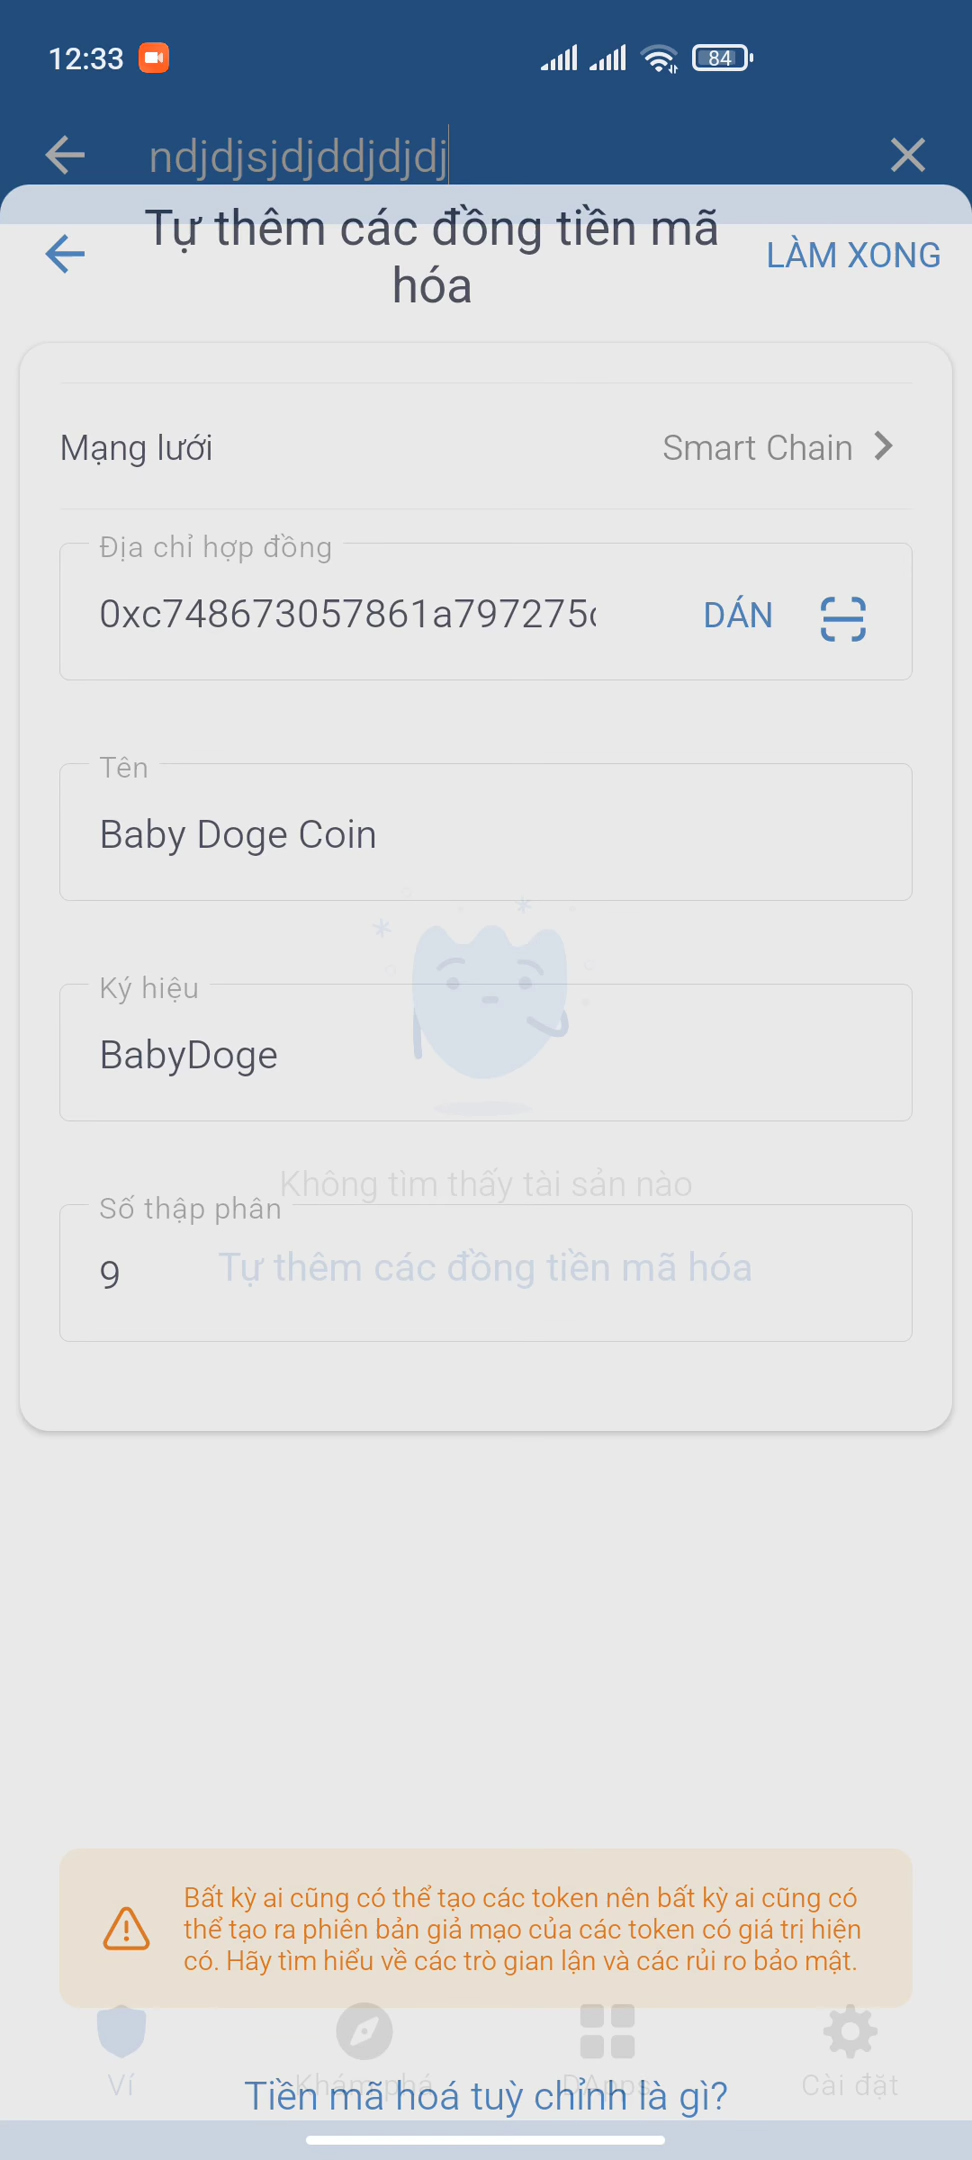 12:33
84
ndjdjsjdjddjdjdj
Tự thêm các đồng tiền mã
hóa
LÀM XONG
Mạng lưới
Smart Chain
Địa chỉ hợp đồng
0xc748673057861a797275
DÁN
Tên
Baby Doge Coin
Ký hiệu
BabyDoge
Không tìm thấy tài sản nào
Số thập phân
9
Tự thêm các đồng tiền mã hóa
Bất kỳ ai cũng có thể tạo các token nên bất kỳ ai cũng có
thể tạo ra phiên bản giả mạo của các token có giá trị hiện
có. Hãy tìm hiểu về các trò gian lận và các rủi ro bảo mật.
Ví
Khám phá
DApps
Cài đặt
Tiền mã hoá tuỳ chỉnh là gì?